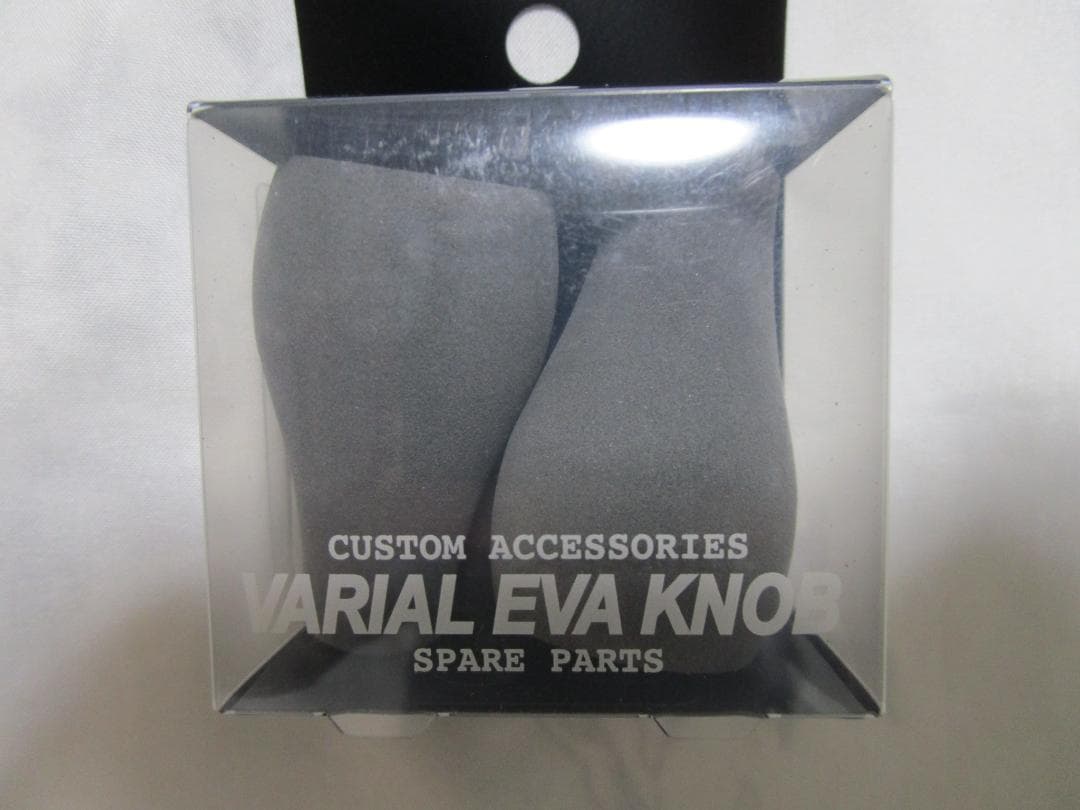 CUSTOM ACCESSORIES
VARIAL EVA KNOB
SPARE PARTS